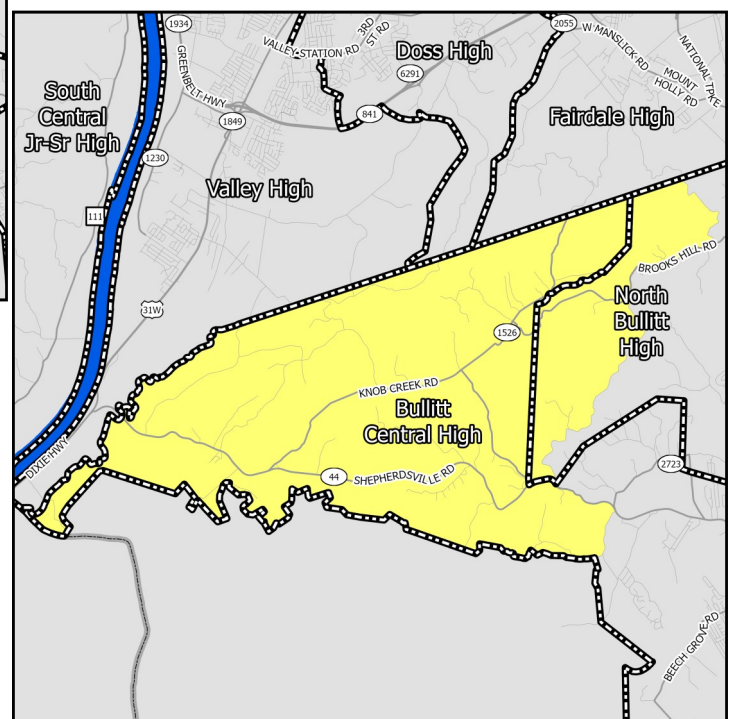 1934
2055
VALLEY STATION RD
3RD
ST RD
W MANSLICK RD
NATIONAL TPKE
Doss High
GREENBELT HWY
6291
MOUNT
HOLLY RD
South
Central
Jr-Sr High
1849
841
Fairdale High
1230
Valley High
111
BROOKS HILL RD
North
Bullitt
High
31W
1526
KNOB CREEK RD
Bullitt
Central High
DIXIE HWY
44
SHEPHERDSVILLE RD
2723
BEECH GROVE RD